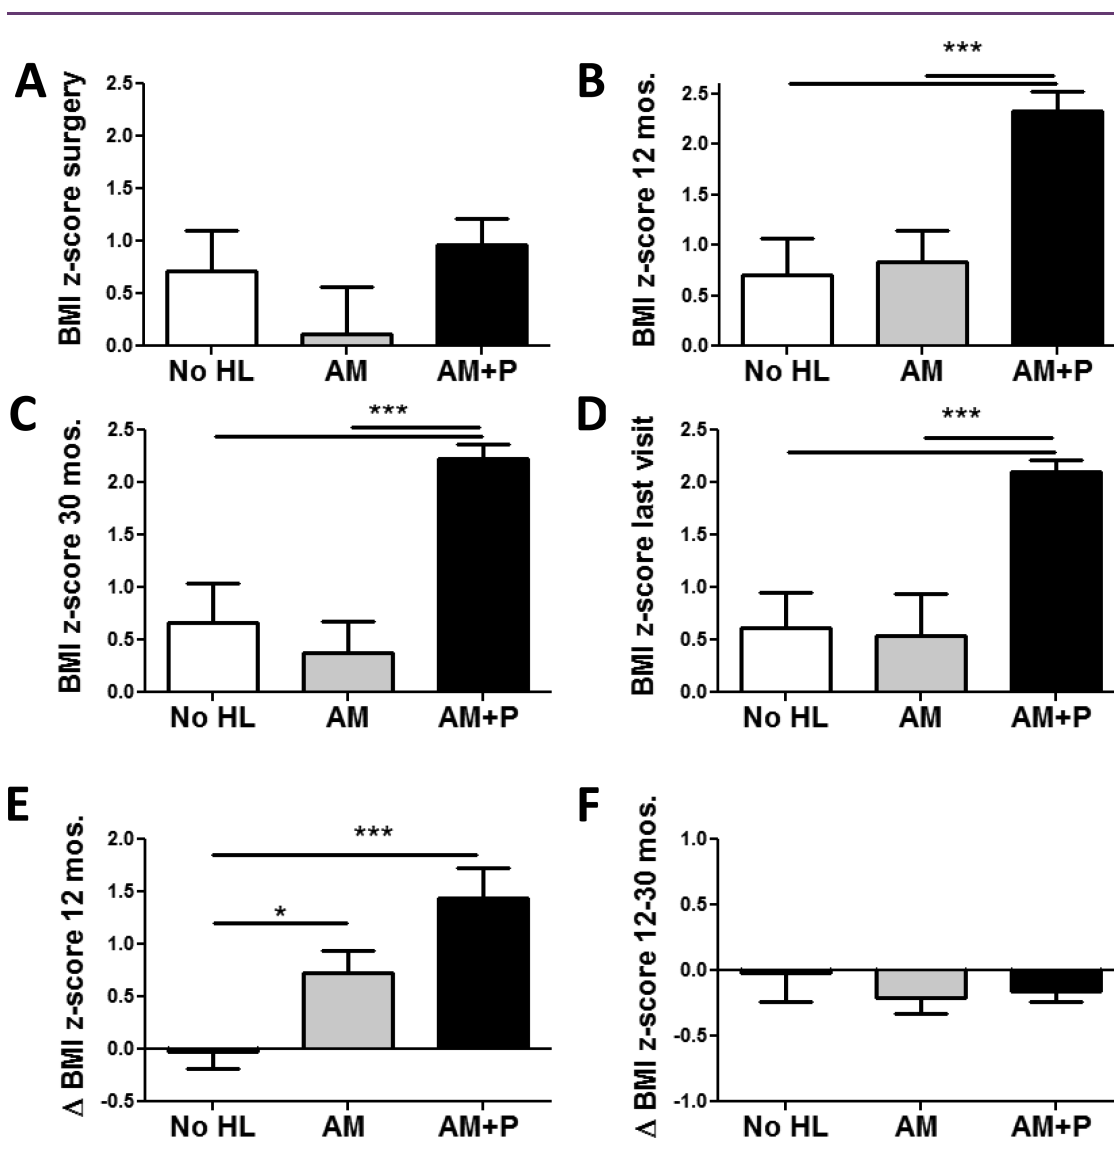 A
BMI z-score surgery
2.5
2.0
1.5
1.0
0.5
0.0
No HL AM AM+P
B
BMI z-score 12 mos.
***
2.5
2.0
1.5
1.0
0.5
0.0
No HL AM AM+P
C
BMI z-score 30 mos.
***
2.5
2.0
1.5
1.0
0.5
0.0
No HL AM AM+P
D
BMI z-score last visit
***
2.5
2.0
1.5
1.0
0.5
0.0
No HL AM AM+P
E
Δ BMI z-score 12 mos.
***
*
2.0
1.5
1.0
0.5
0.0
-0.5
No HL AM AM+P
F
Δ BMI z-score 12-30 mos.
1.0
0.5
0.0
-0.5
-1.0
No HL AM AM+P